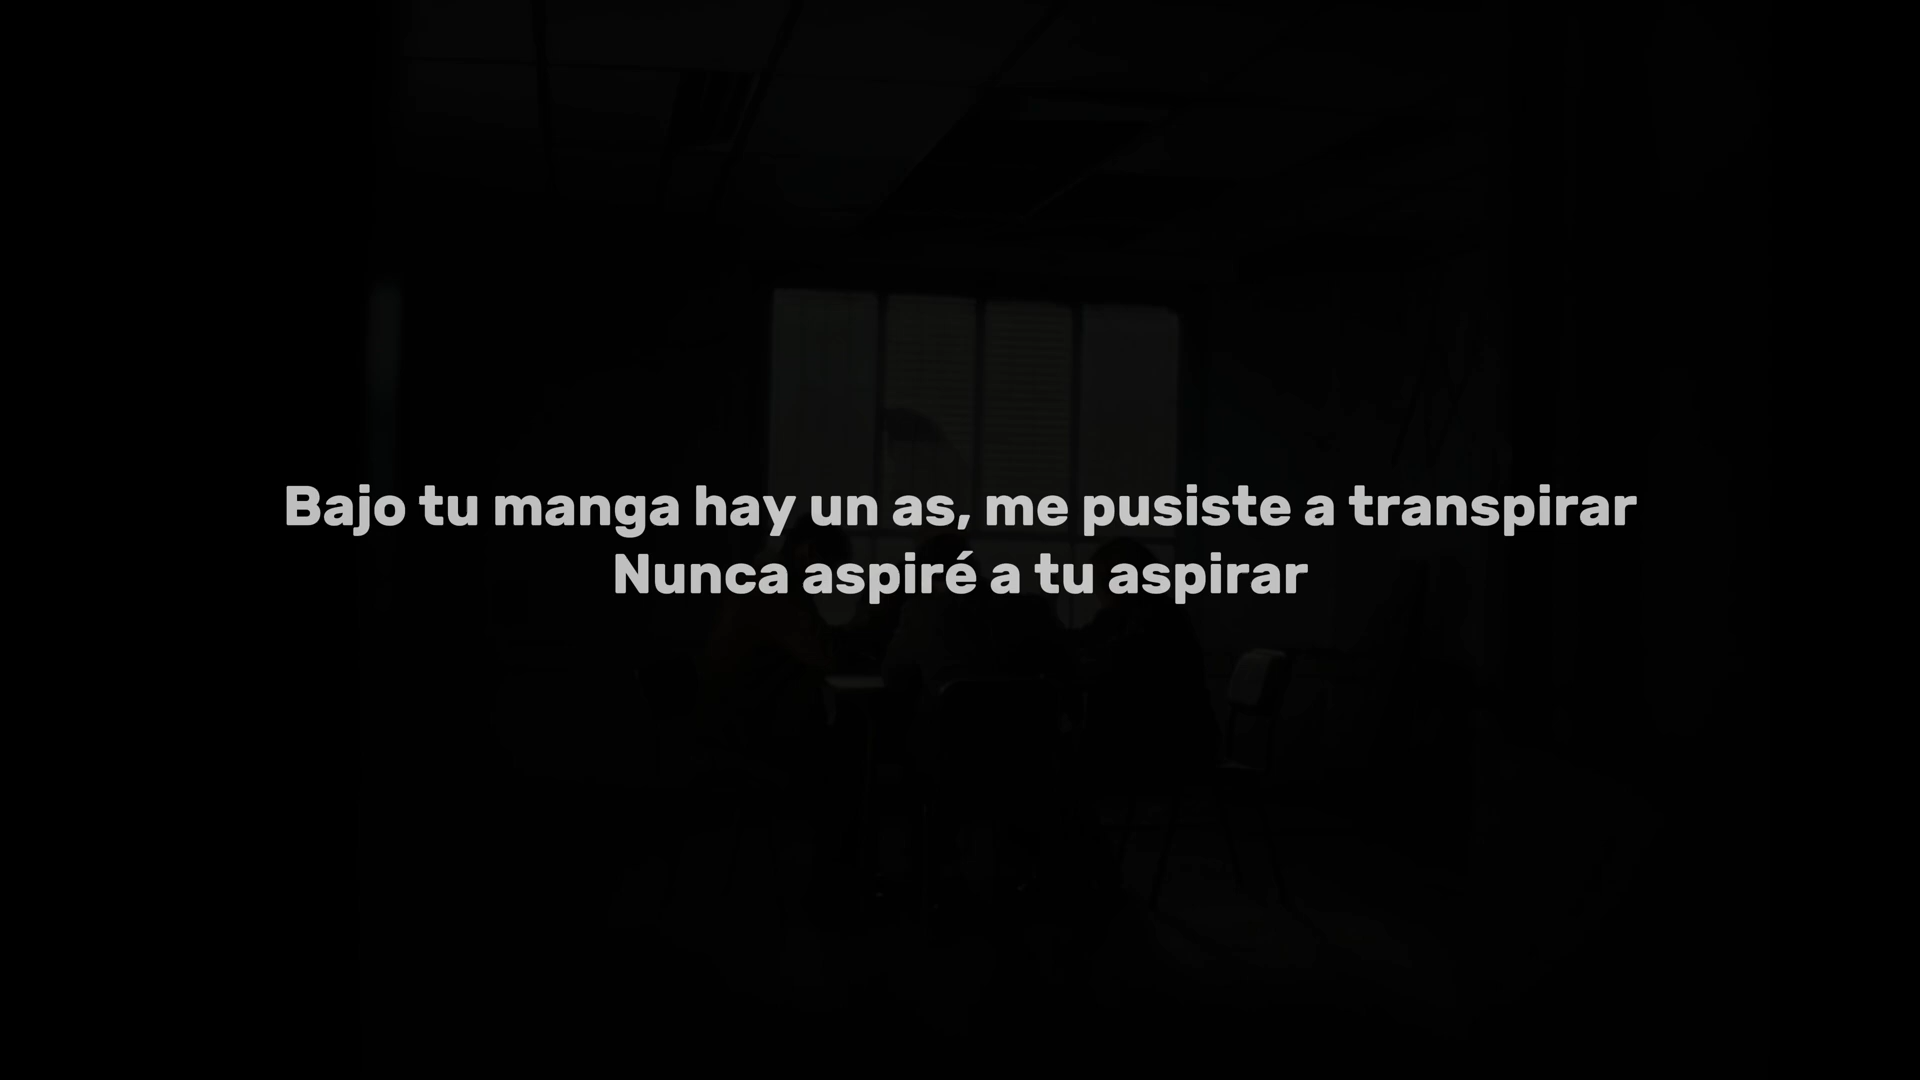 Bajo tu manga hay un as, me pusiste a transpirar
Nunca aspiré a tu aspirar